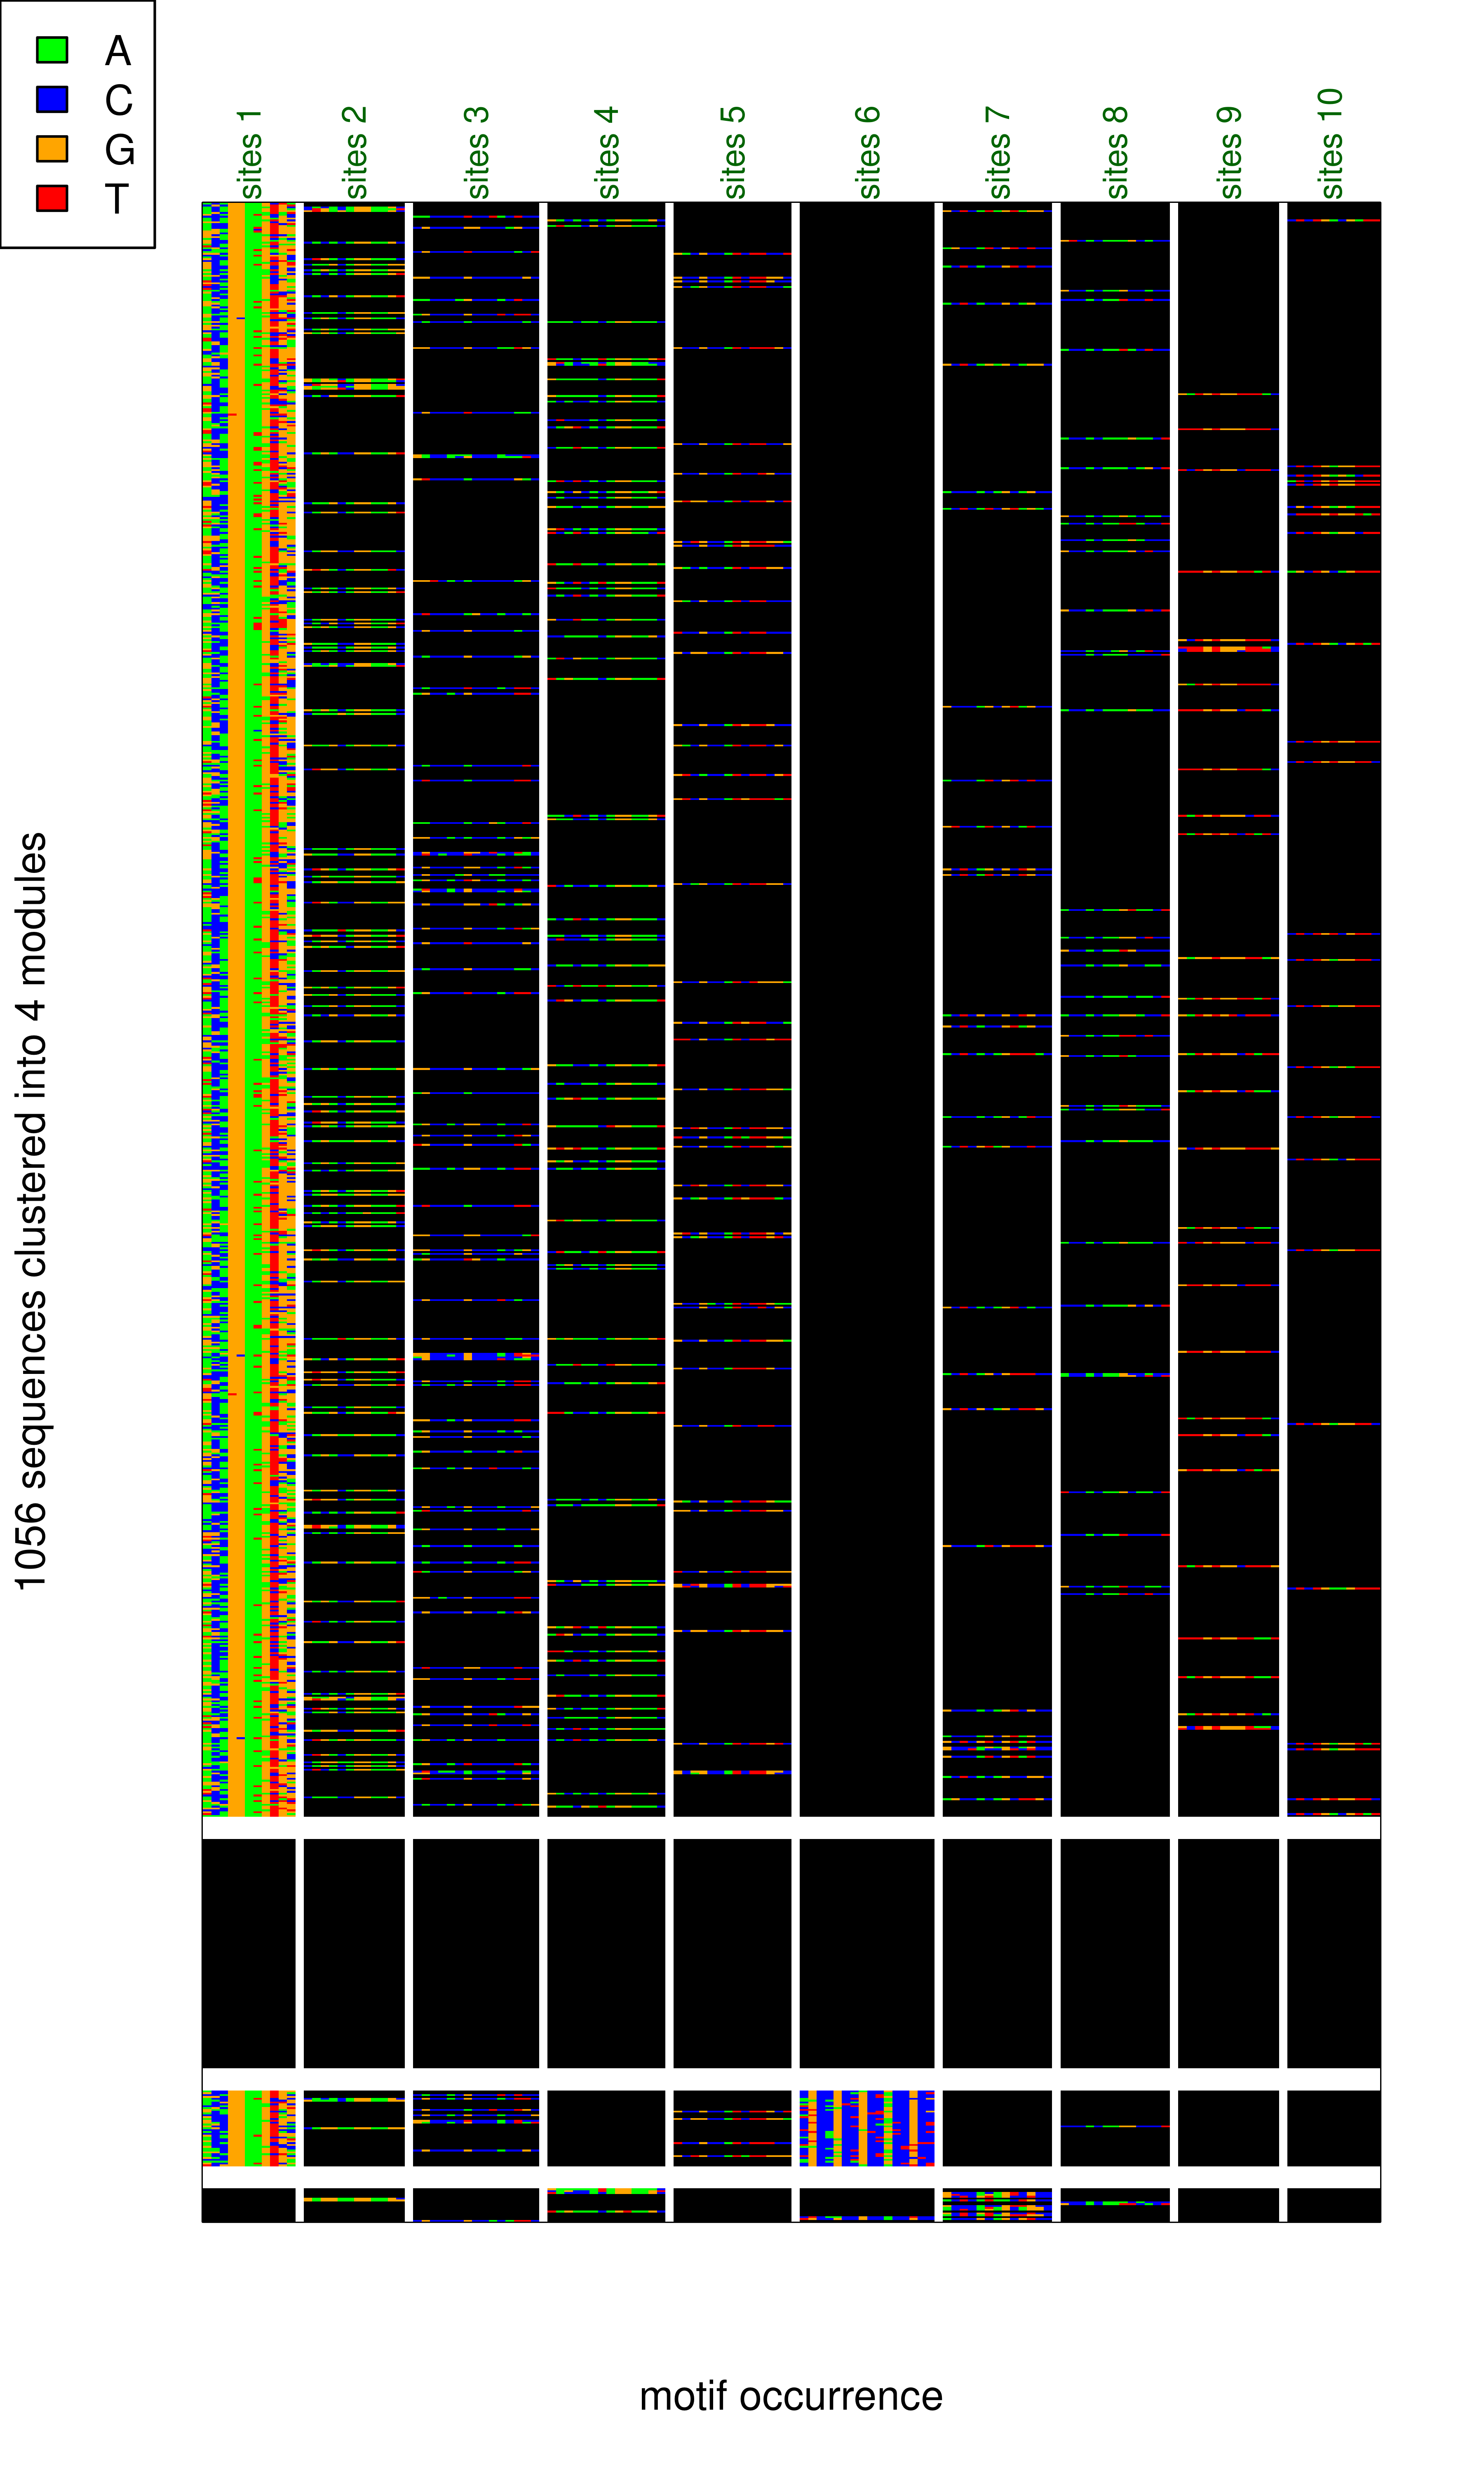 A
C
G
T
sites 1
sites 2
sites 3
sites 4
sites 5
sites 6
sites 7
sites 8
sites 9
sites 10
1056 sequences clustered into 4 modules
motif occurrence